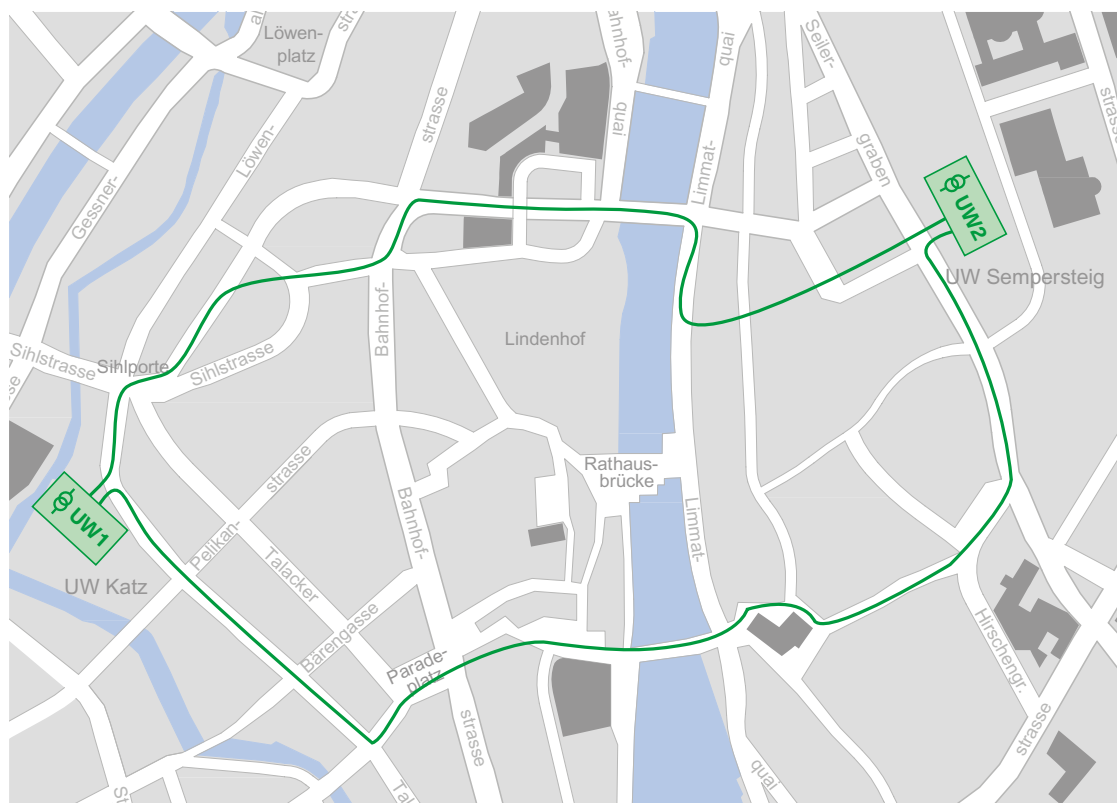 Löwen-
platz
strasse
Bahnhof-
quai
quai
Seiler-
graben
strasse
strasse
Löwen-
Limmat-
Gessner-
UW2
UW Sempersteig
Bahnhof-
Lindenhof
Sihlstrasse
Sihlporte
Sihlstrasse
Rathaus-
brücke
strasse
Bahnhof-
Limmat-
UW1
Pelikan-
Talacker
UW Katz
Bärengasse
Parade-
platz
Hirschengr.
strasse
strasse
quai